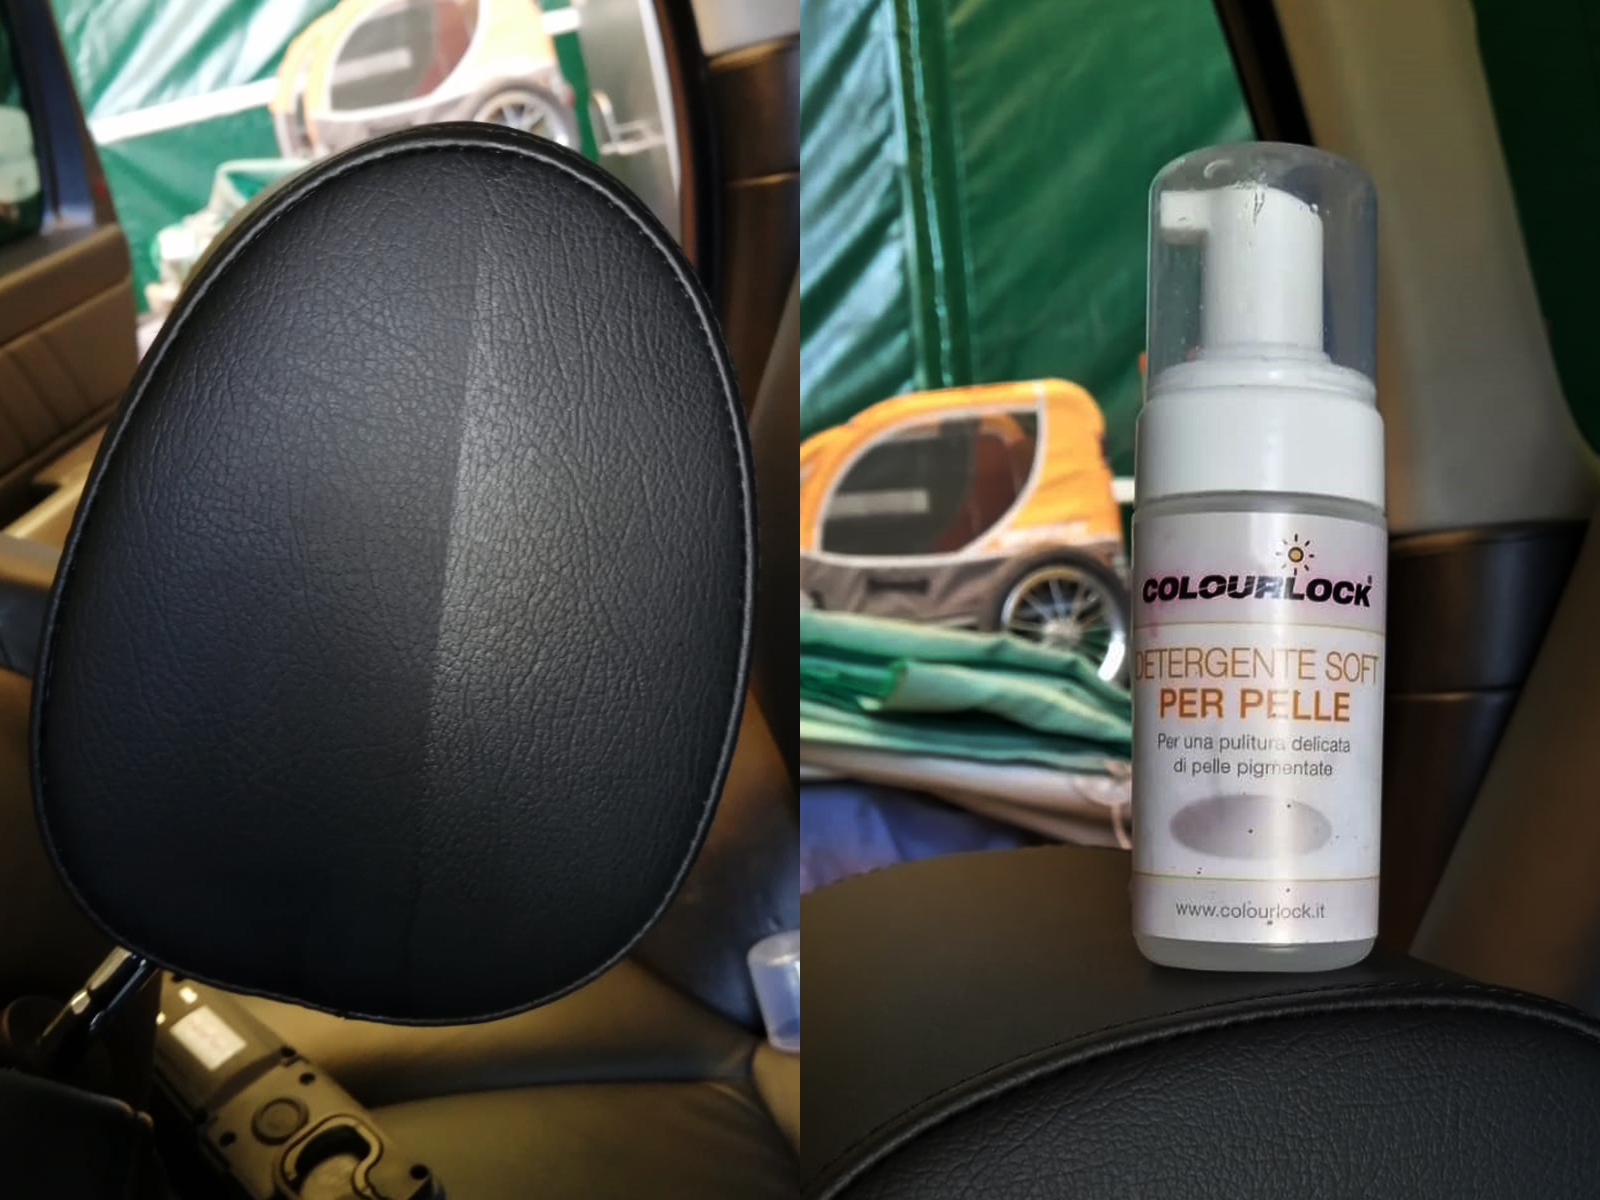 COLOURLOCK
DETERGENTE SOFT
PER PELLE
Per una pulitura delicata
di pelle pigmentate
www.colourlock.it